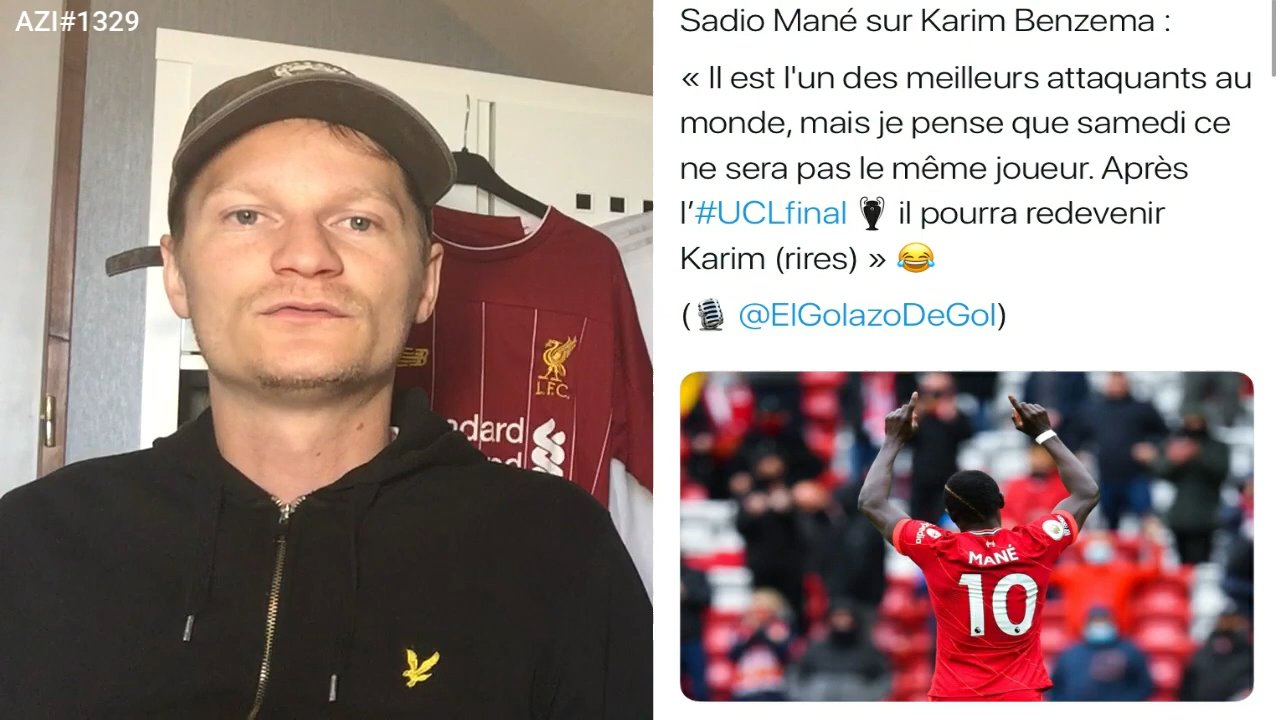 AZI#1329
Sadio Mané sur Karim Benzema :
« Il est l'un des meilleurs attaquants au
monde, mais je pense que samedi ce
ne sera pas le même joueur. Après
l’#UCLfinal 🏆 il pourra redevenir
Karim (rires) » 😂
(🎙 @ElGolazoDeGol)
L.F.C.
ndard
MANÉ
10